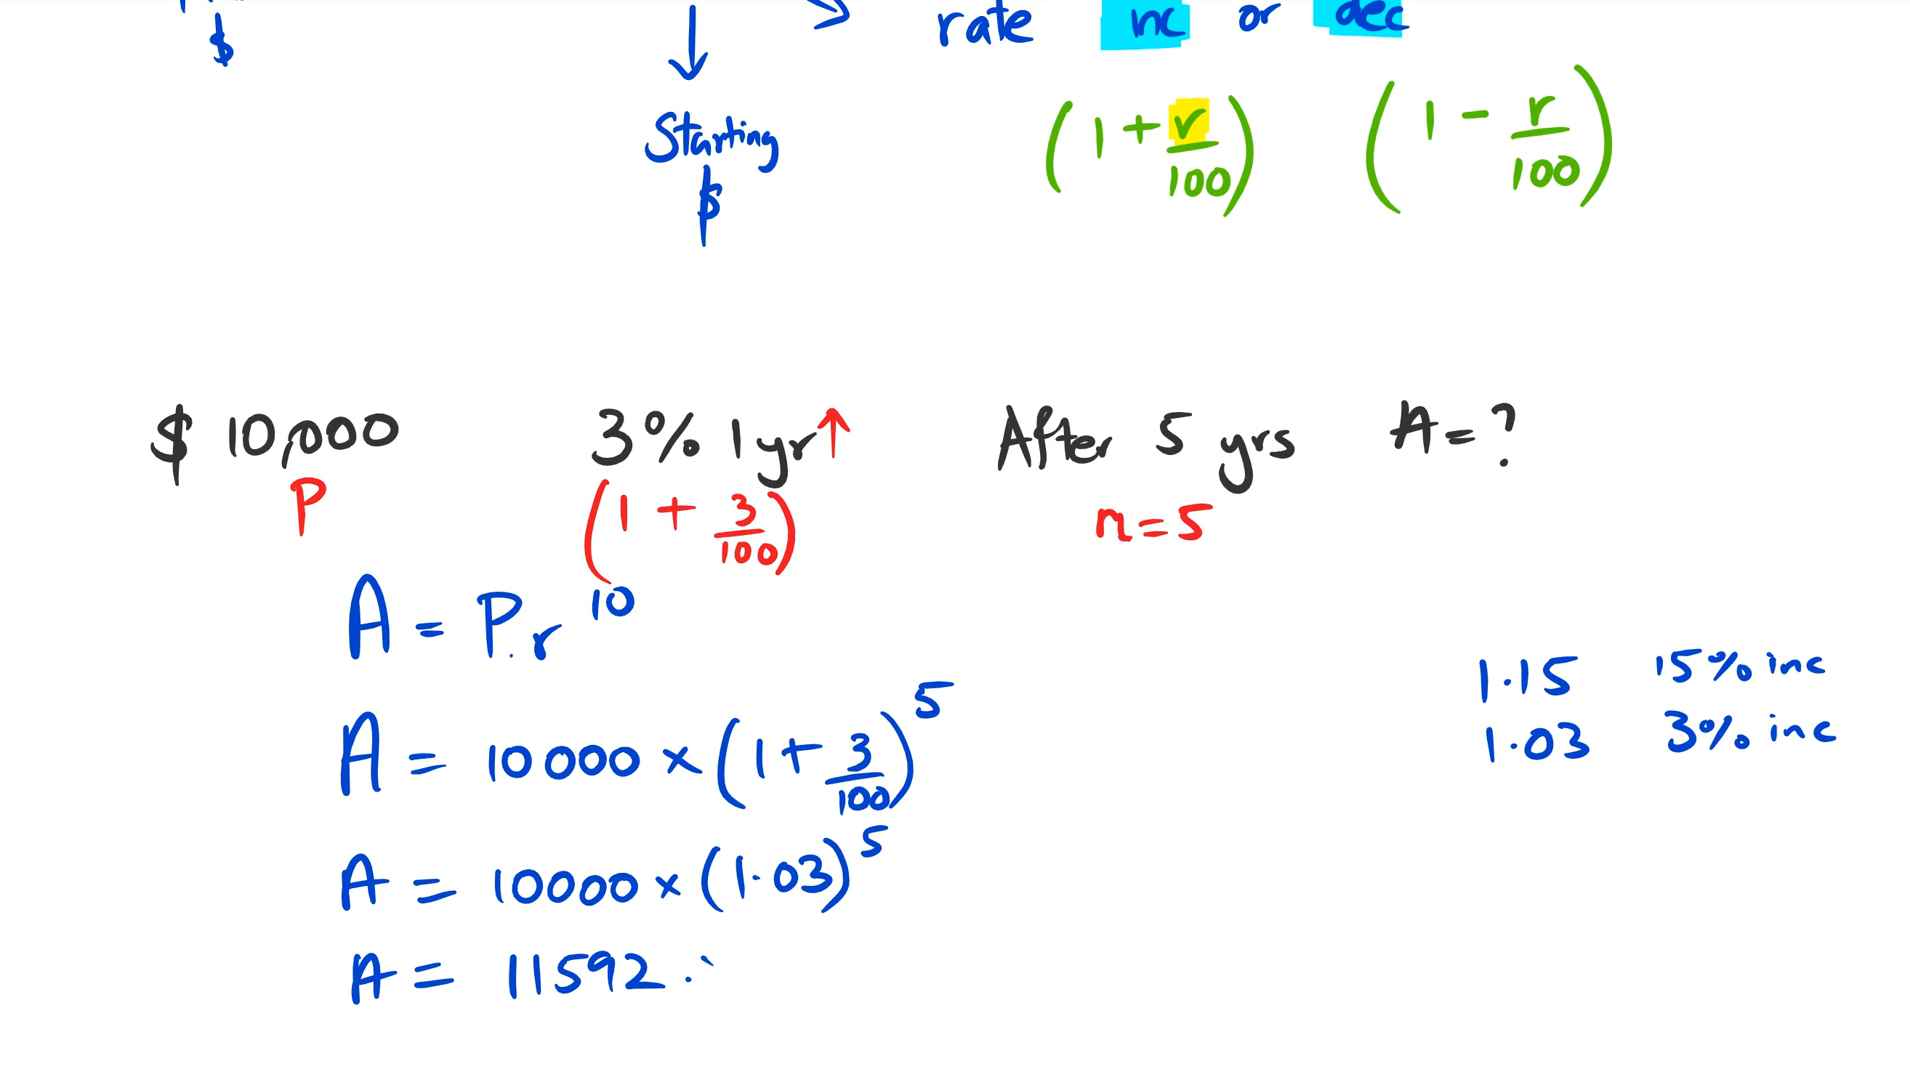 $
rate inc or dec
Starting
$
(1 + r/100) (1 - r/100)
$ 10,000 3% 1yr↑ After 5 yrs A=?
P (1 + 3/100) n=5
A = P.r^10
1.15 15% inc
A = 10000 × (1 + 3/100)^5
1.03 3% inc
A = 10000 × (1.03)^5
A = 11592.